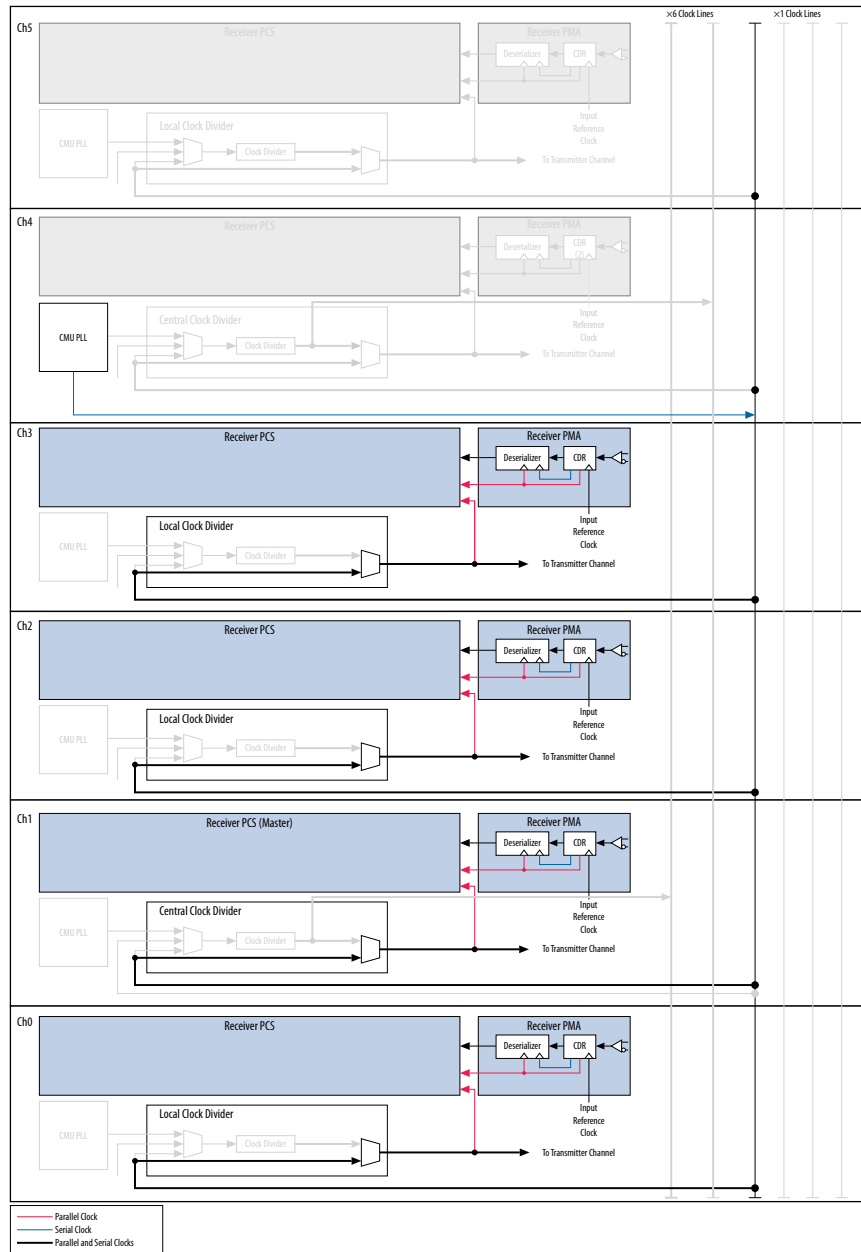 ×6 Clock Lines
×1 Clock Lines
Ch5
Receiver PCS
Receiver PMA
Deserializer
CDR
Input
Reference
Clock
CMU PLL
Local Clock Divider
Clock Divider
To Transmitter Channel
Ch4
Receiver PCS
Receiver PMA
Deserializer
CDR
(2)
Input
Reference
Clock
CMU PLL
Central Clock Divider
Clock Divider
To Transmitter Channel
Ch3
Receiver PCS
Receiver PMA
Deserializer
CDR
Input
Reference
Clock
CMU PLL
Local Clock Divider
Clock Divider
To Transmitter Channel
Ch2
Receiver PCS
Receiver PMA
Deserializer
CDR
Input
Reference
Clock
CMU PLL
Local Clock Divider
Clock Divider
To Transmitter Channel
Ch1
Receiver PCS (Master)
Receiver PMA
Deserializer
CDR
Input
Reference
Clock
CMU PLL
Central Clock Divider
Clock Divider
To Transmitter Channel
Ch0
Receiver PCS
Receiver PMA
Deserializer
CDR
Input
Reference
Clock
CMU PLL
Local Clock Divider
Clock Divider
To Transmitter Channel
Parallel Clock
Serial Clock
Parallel and Serial Clocks